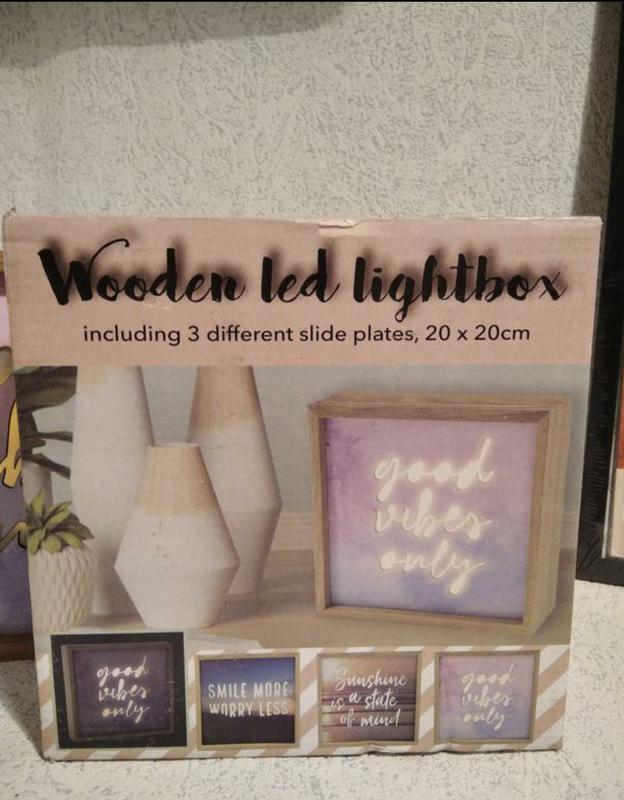 Wooden led lightbox
including 3 different slide plates, 20 x 20cm
good
vibes
only
good
vibes
only
SMILE MORE
WORRY LESS
Sunshine
is a state
of mind
good
vibes
only